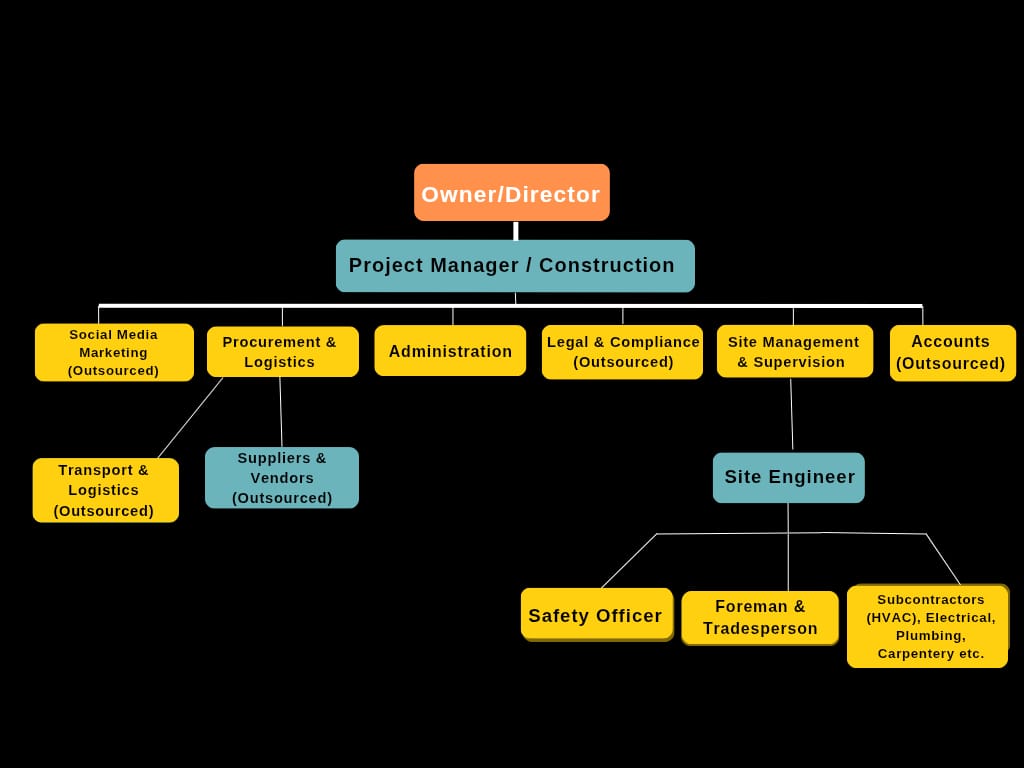 Owner/Director
Project Manager / Construction
Social Media
Marketing
(Outsourced)
Procurement &
Logistics
Administration
Legal & Compliance
(Outsourced)
Site Management
& Supervision
Accounts
(Outsourced)
Transport &
Logistics
(Outsourced)
Suppliers &
Vendors
(Outsourced)
Site Engineer
Safety Officer
Foreman &
Tradesperson
Subcontractors
(HVAC), Electrical,
Plumbing,
Carpentery etc.